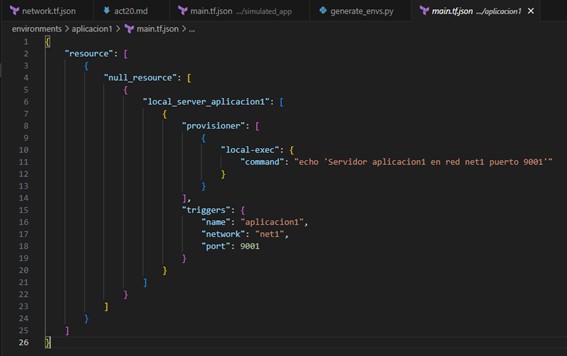 network.tf.json act20.md main.tf.json .../simulated_app generate_envs.py main.tf.json .../aplicacion1
environments > aplicacion1 > main.tf.json > ...
1 {
2 "resource": [
3 {
4 "null_resource": [
5 {
6 "local_server_aplicacion1": [
7 {
8 "provisioner": [
9 {
10 "local-exec": {
11 "command": "echo 'Servidor aplicacion1 en red net1 puerto 9001'"
12 }
13 }
14 ],
15 "triggers": {
16 "name": "aplicacion1",
17 "network": "net1",
18 "port": 9001
19 }
20 }
21 ]
22 }
23 ]
24 }
25 ]
26 }